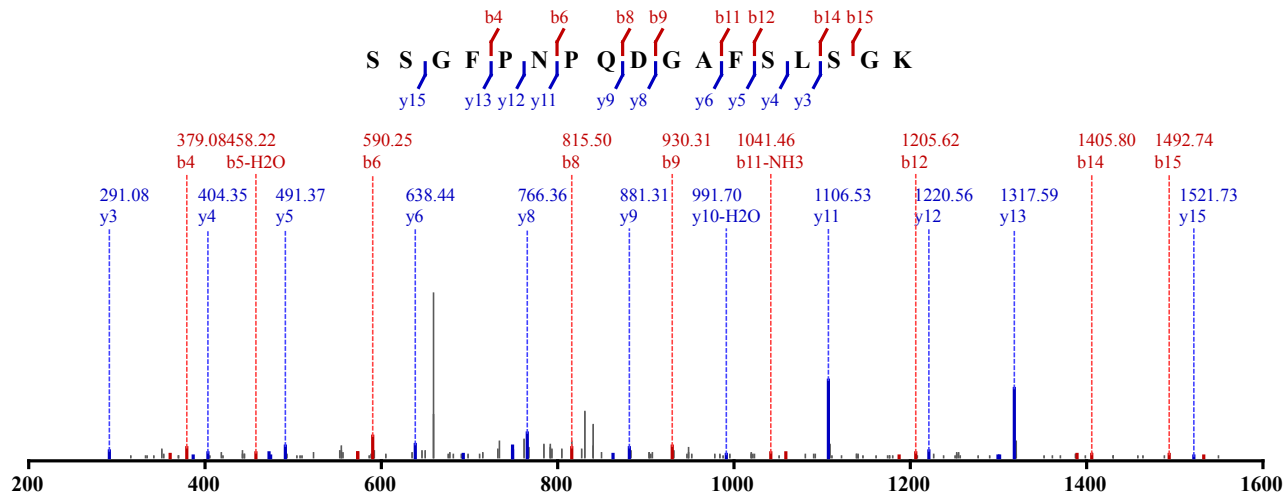 b4 b6 b8 b9 b11 b12 b14 b15
S S G F P N P Q D G A F S L S G K
y15 y13 y12 y11 y9 y8 y6 y5 y4 y3
379.08 458.22 590.25 815.50 930.31 1041.46 1205.62 1405.80 1492.74
b4 b5-H2O b6 b8 b9 b11-NH3 b12 b14 b15
291.08 404.35 491.37 638.44 766.36 881.31 991.70 1106.53 1220.56 1317.59 1521.73
y3 y4 y5 y6 y8 y9 y10-H2O y11 y12 y13 y15
200 400 600 800 1000 1200 1400 1600